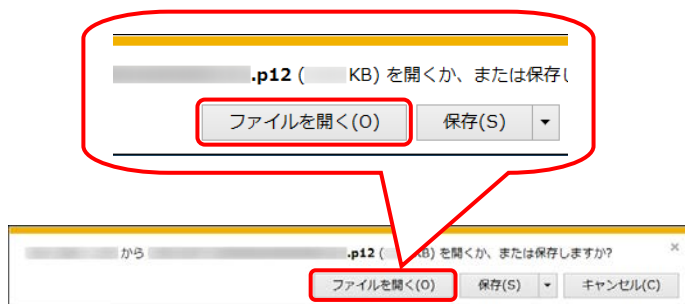 .p12 ( KB) を開くか、または保存し
ファイルを開く(O) 保存(S)
から .p12 ( KB) を開くか、または保存しますか?
ファイルを開く(O) 保存(S) キャンセル(C)